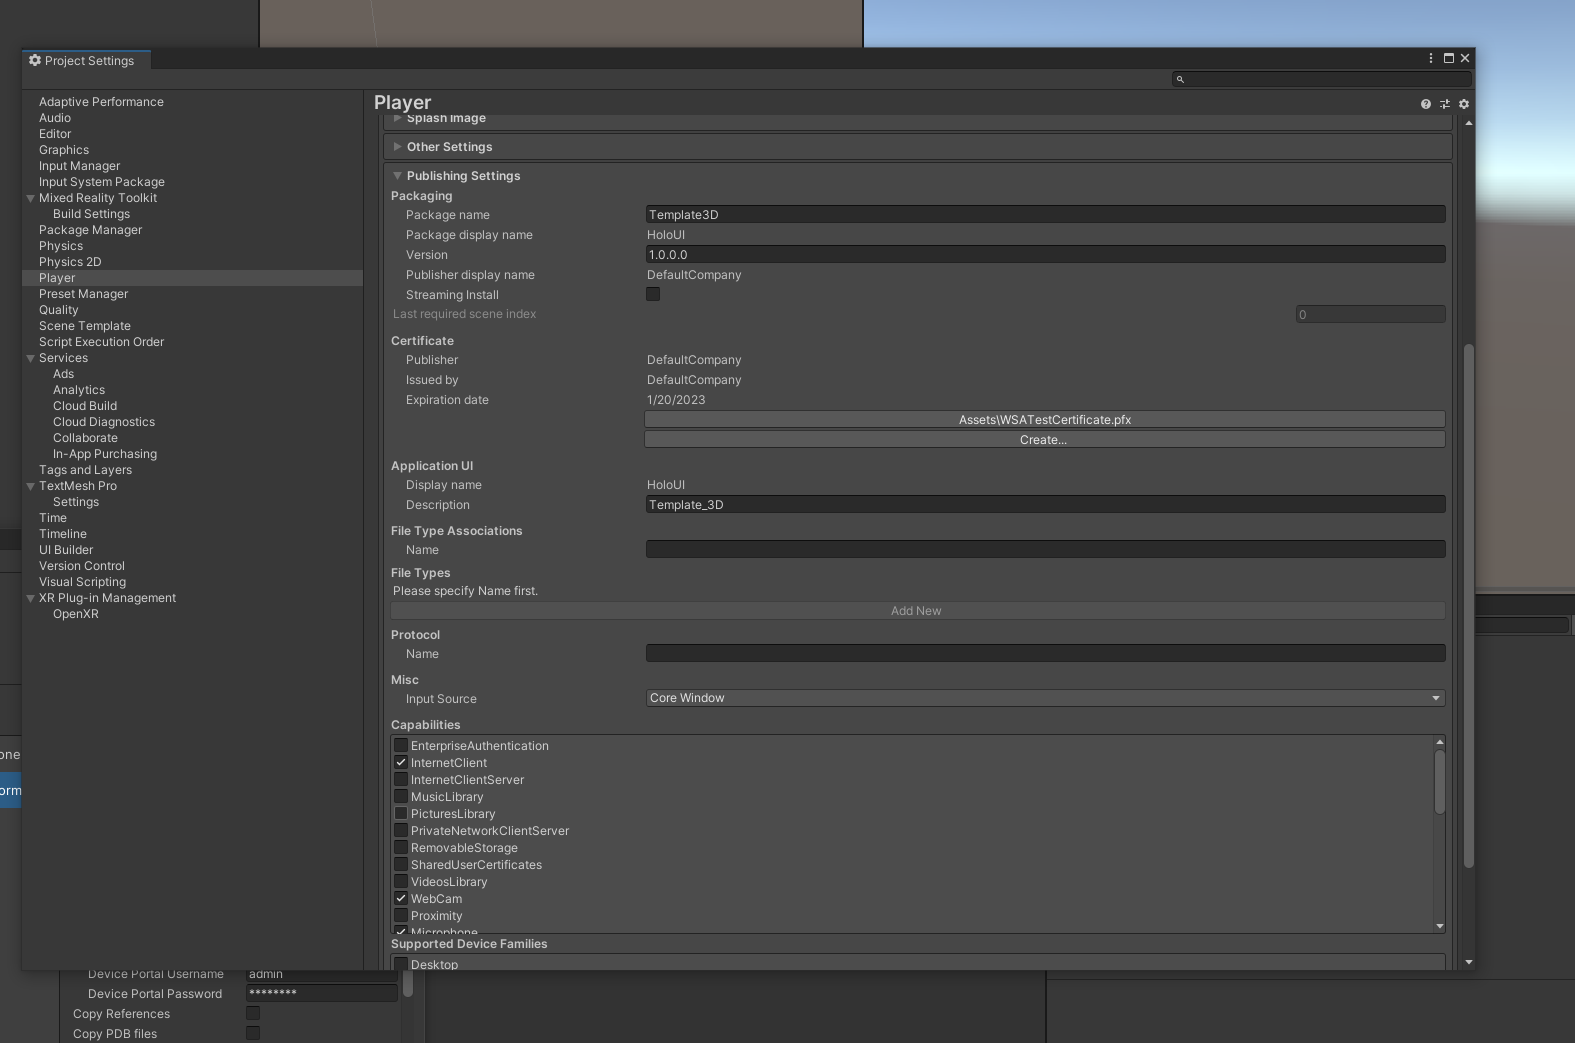 Project Settings
Adaptive Performance
Audio
Editor
Graphics
Input Manager
Input System Package
Mixed Reality Toolkit
Build Settings
Package Manager
Physics
Physics 2D
Player
Preset Manager
Quality
Scene Template
Script Execution Order
Services
Ads
Analytics
Cloud Build
Cloud Diagnostics
Collaborate
In-App Purchasing
Tags and Layers
TextMesh Pro
Settings
Time
Timeline
UI Builder
Version Control
Visual Scripting
XR Plug-in Management
OpenXR
Player
Splash Image
Other Settings
Publishing Settings
Packaging
Package name Template3D
Package display name HoloUI
Version 1.0.0.0
Publisher display name DefaultCompany
Streaming Install
Last required scene index 0
Certificate
Publisher DefaultCompany
Issued by DefaultCompany
Expiration date 1/20/2023
Assets\WSATestCertificate.pfx
Create...
Application UI
Display name HoloUI
Description Template_3D
File Type Associations
Name
File Types
Please specify Name first.
Add New
Protocol
Name
Misc
Input Source Core Window
Capabilities
EnterpriseAuthentication
InternetClient
InternetClientServer
MusicLibrary
PicturesLibrary
PrivateNetworkClientServer
RemovableStorage
SharedUserCertificates
VideosLibrary
WebCam
Proximity
Microphone
Supported Device Families
Desktop
one
orm
Device Portal Username admin
Device Portal Password ********
Copy References
Copy PDB files